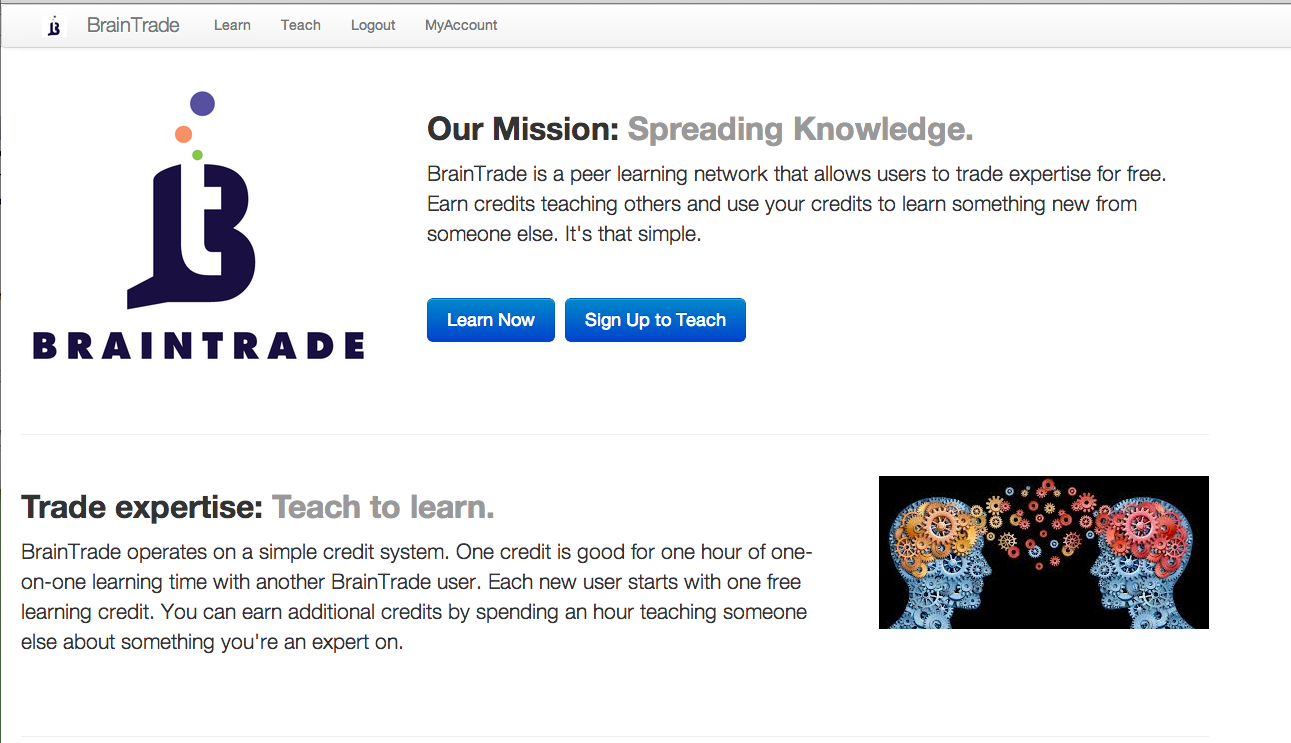 BrainTrade Learn Teach Logout MyAccount
BRAINTRADE
Our Mission: Spreading Knowledge.
BrainTrade is a peer learning network that allows users to trade expertise for free.
Earn credits teaching others and use your credits to learn something new from
someone else. It's that simple.
Learn Now Sign Up to Teach
Trade expertise: Teach to learn.
BrainTrade operates on a simple credit system. One credit is good for one hour of one-
on-one learning time with another BrainTrade user. Each new user starts with one free
learning credit. You can earn additional credits by spending an hour teaching someone
else about something you're an expert on.